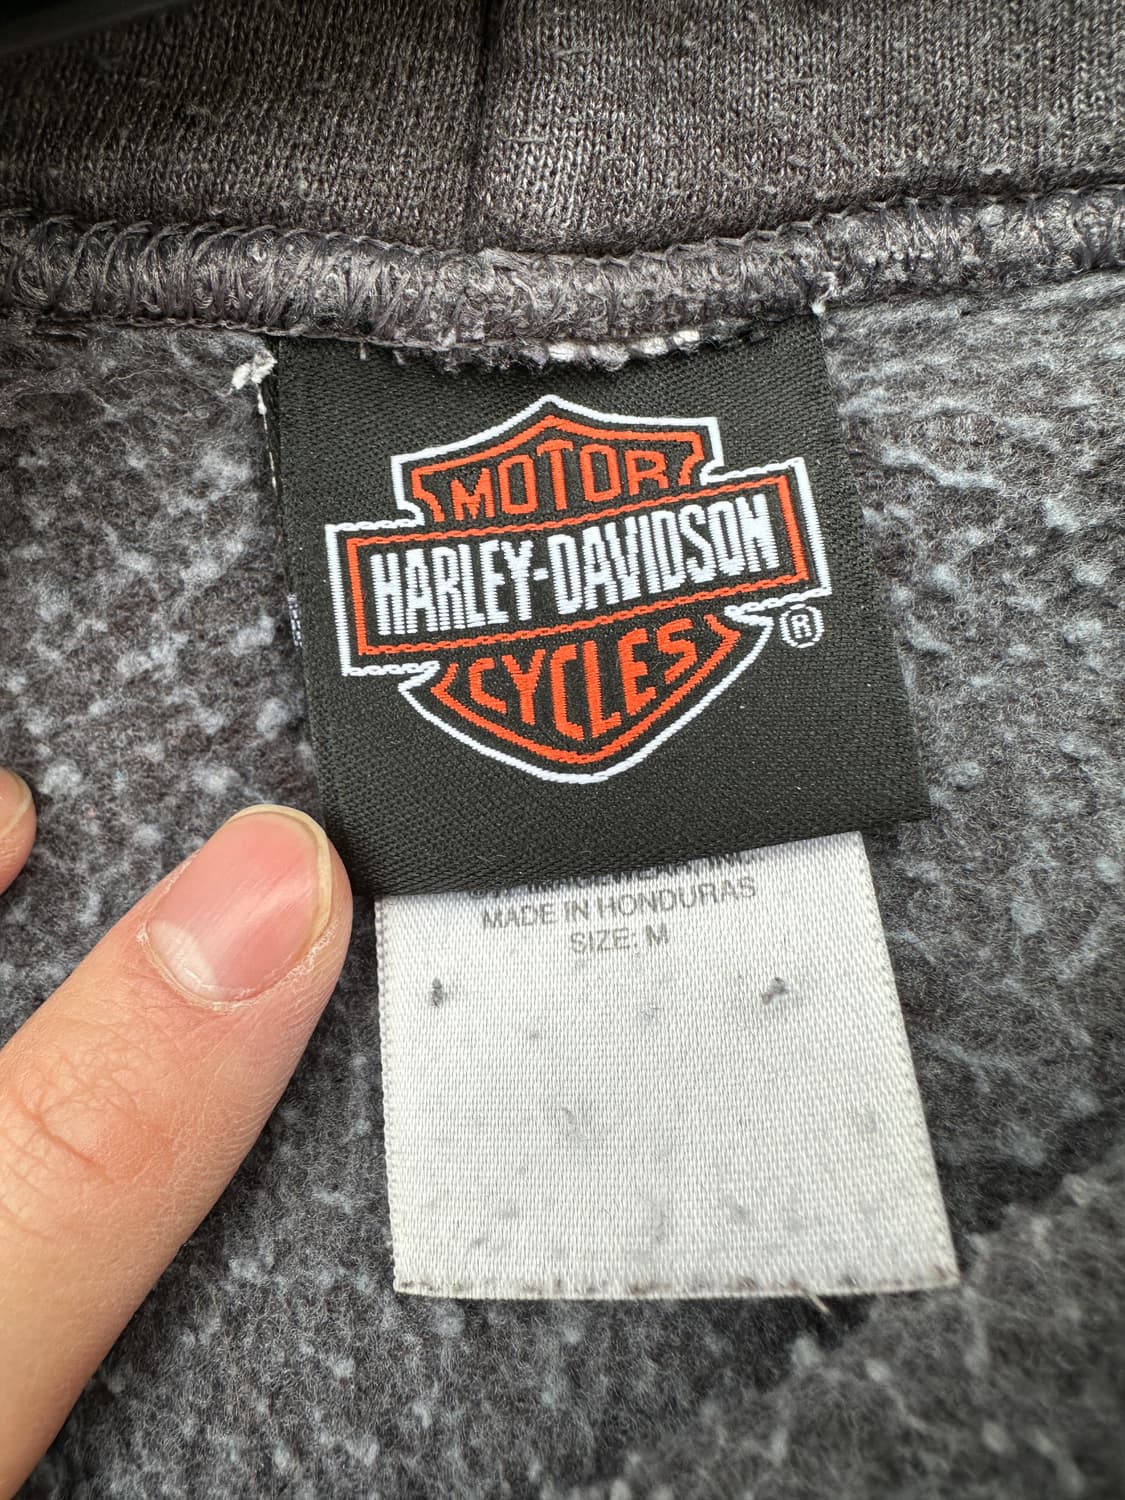 MOTOR
HARLEY-DAVIDSON
®
CYCLES
MADE IN HONDURAS
SIZE: M